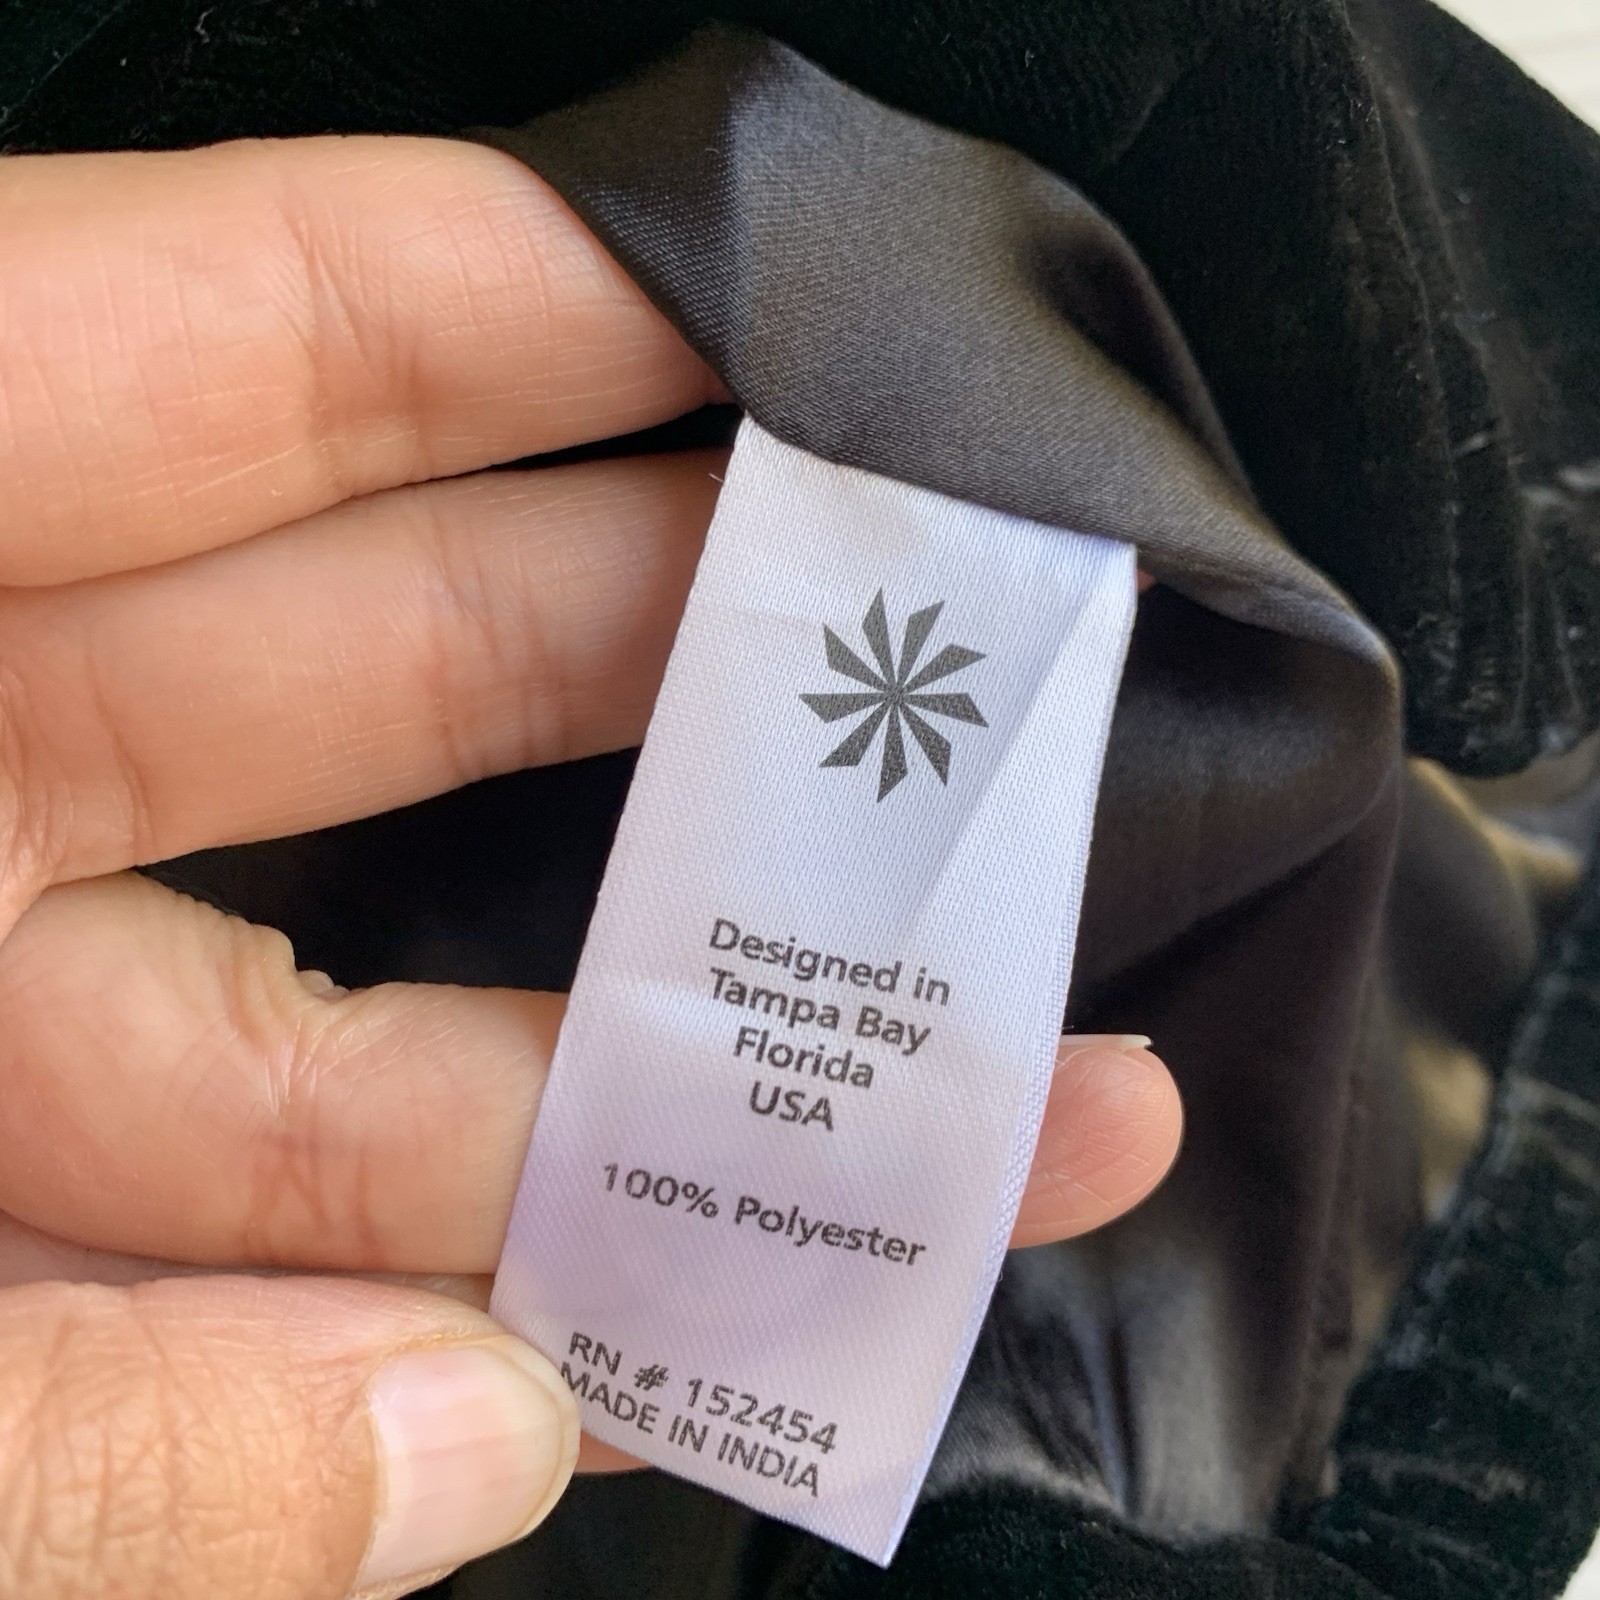 Designed in
Tampa Bay
Florida
USA
100% Polyester
RN # 152454
MADE IN INDIA